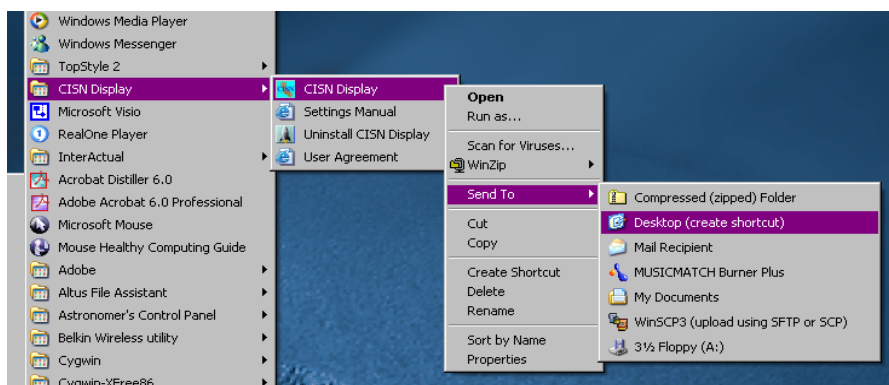 Windows Media Player
Windows Messenger
TopStyle 2
CISN Display
Microsoft Visio
RealOne Player
InterActual
Acrobat Distiller 6.0
Adobe Acrobat 6.0 Professional
Microsoft Mouse
Mouse Healthy Computing Guide
Adobe
Altus File Assistant
Astronomer's Control Panel
Belkin Wireless utility
Cygwin
Cygwin-XFree86
CISN Display
Settings Manual
Uninstall CISN Display
User Agreement
Open
Run as...
Scan for Viruses...
WinZip
Send To
Cut
Copy
Create Shortcut
Delete
Rename
Sort by Name
Properties
Compressed (zipped) Folder
Desktop (create shortcut)
Mail Recipient
MUSICMATCH Burner Plus
My Documents
WinSCP3 (upload using SFTP or SCP)
3½ Floppy (A:)